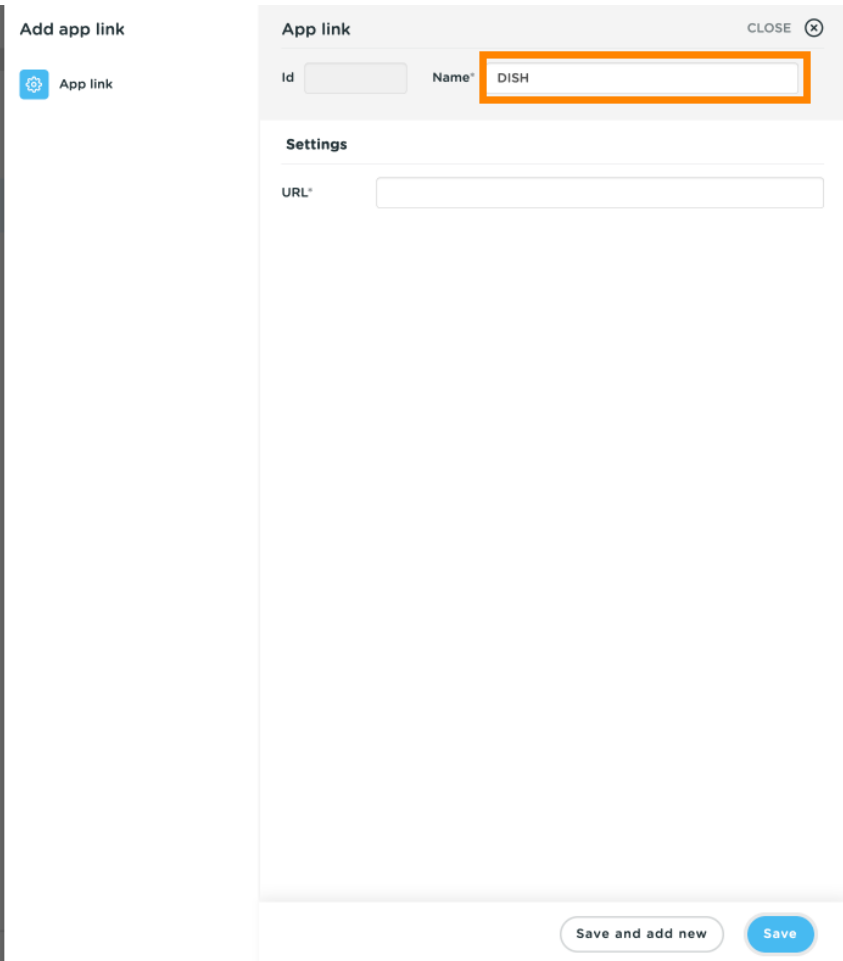 Add app link
App link
App link
CLOSE
Id
Name*
DISH
Settings
URL*
Save and add new
Save